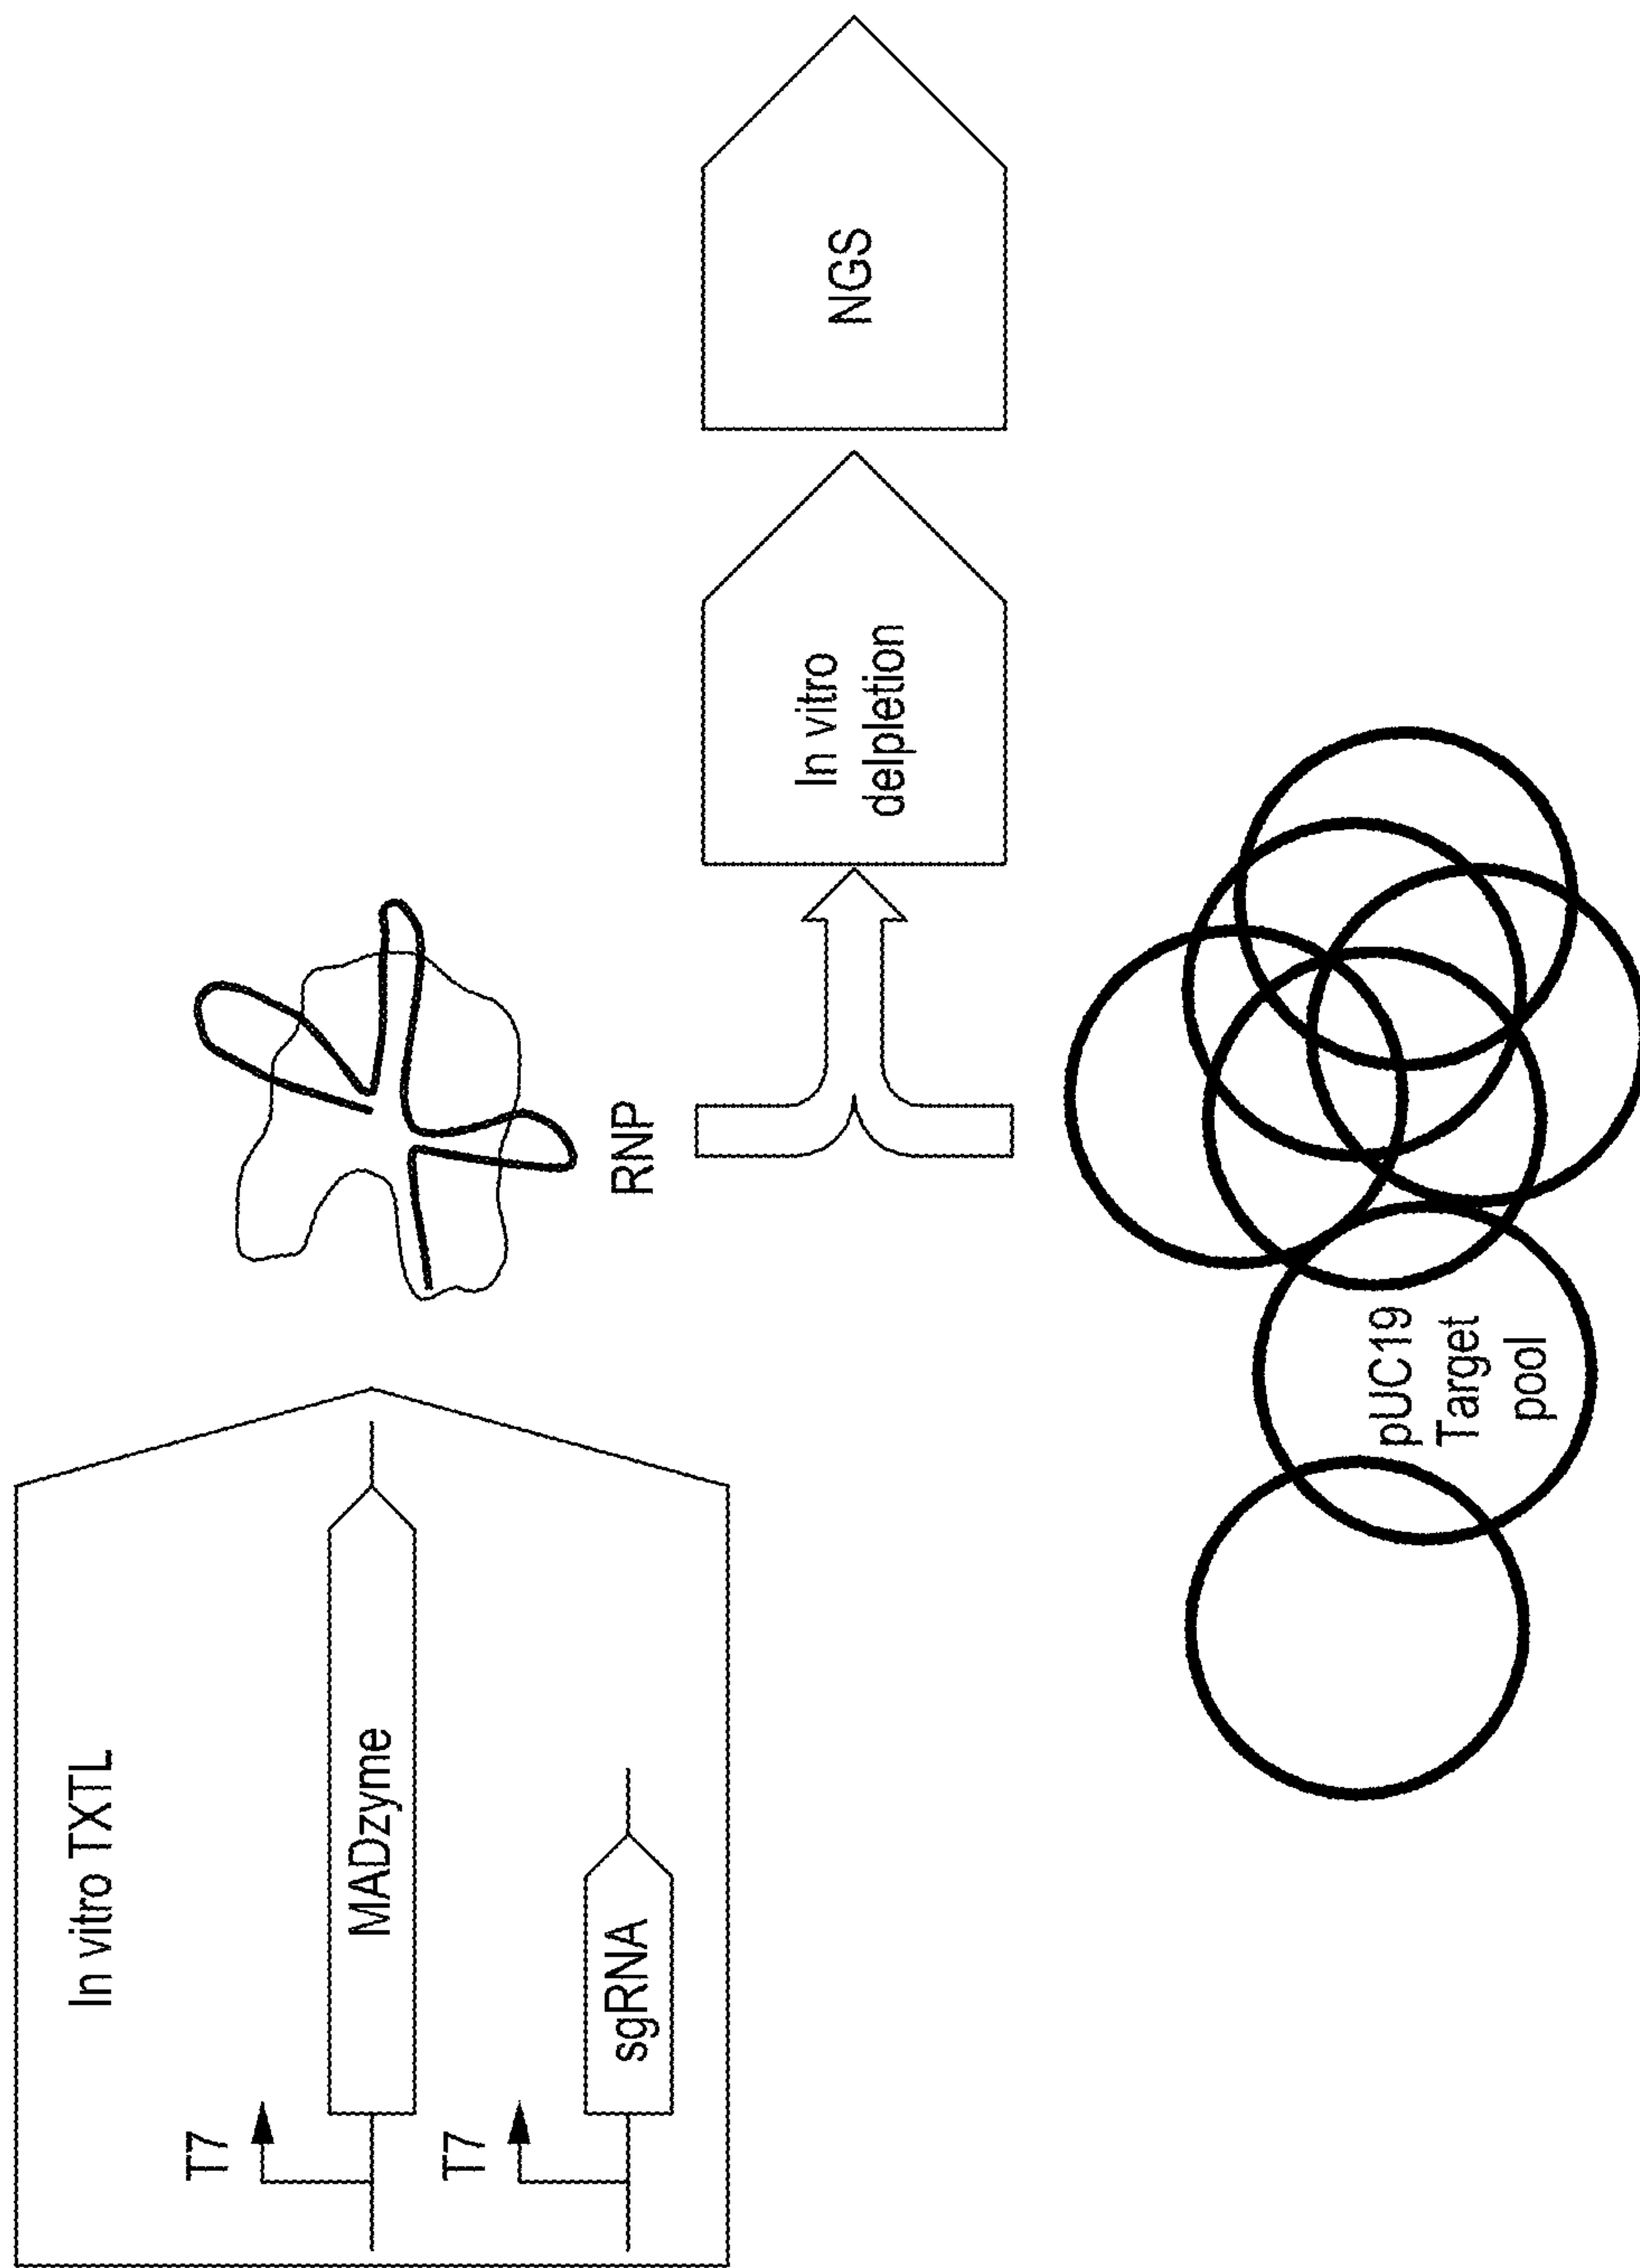 In vitro TXTL
T7
MADzyme
T7
sgRNA
RNP
pUC19
Target
pool
In vitro
delpletion
NGS